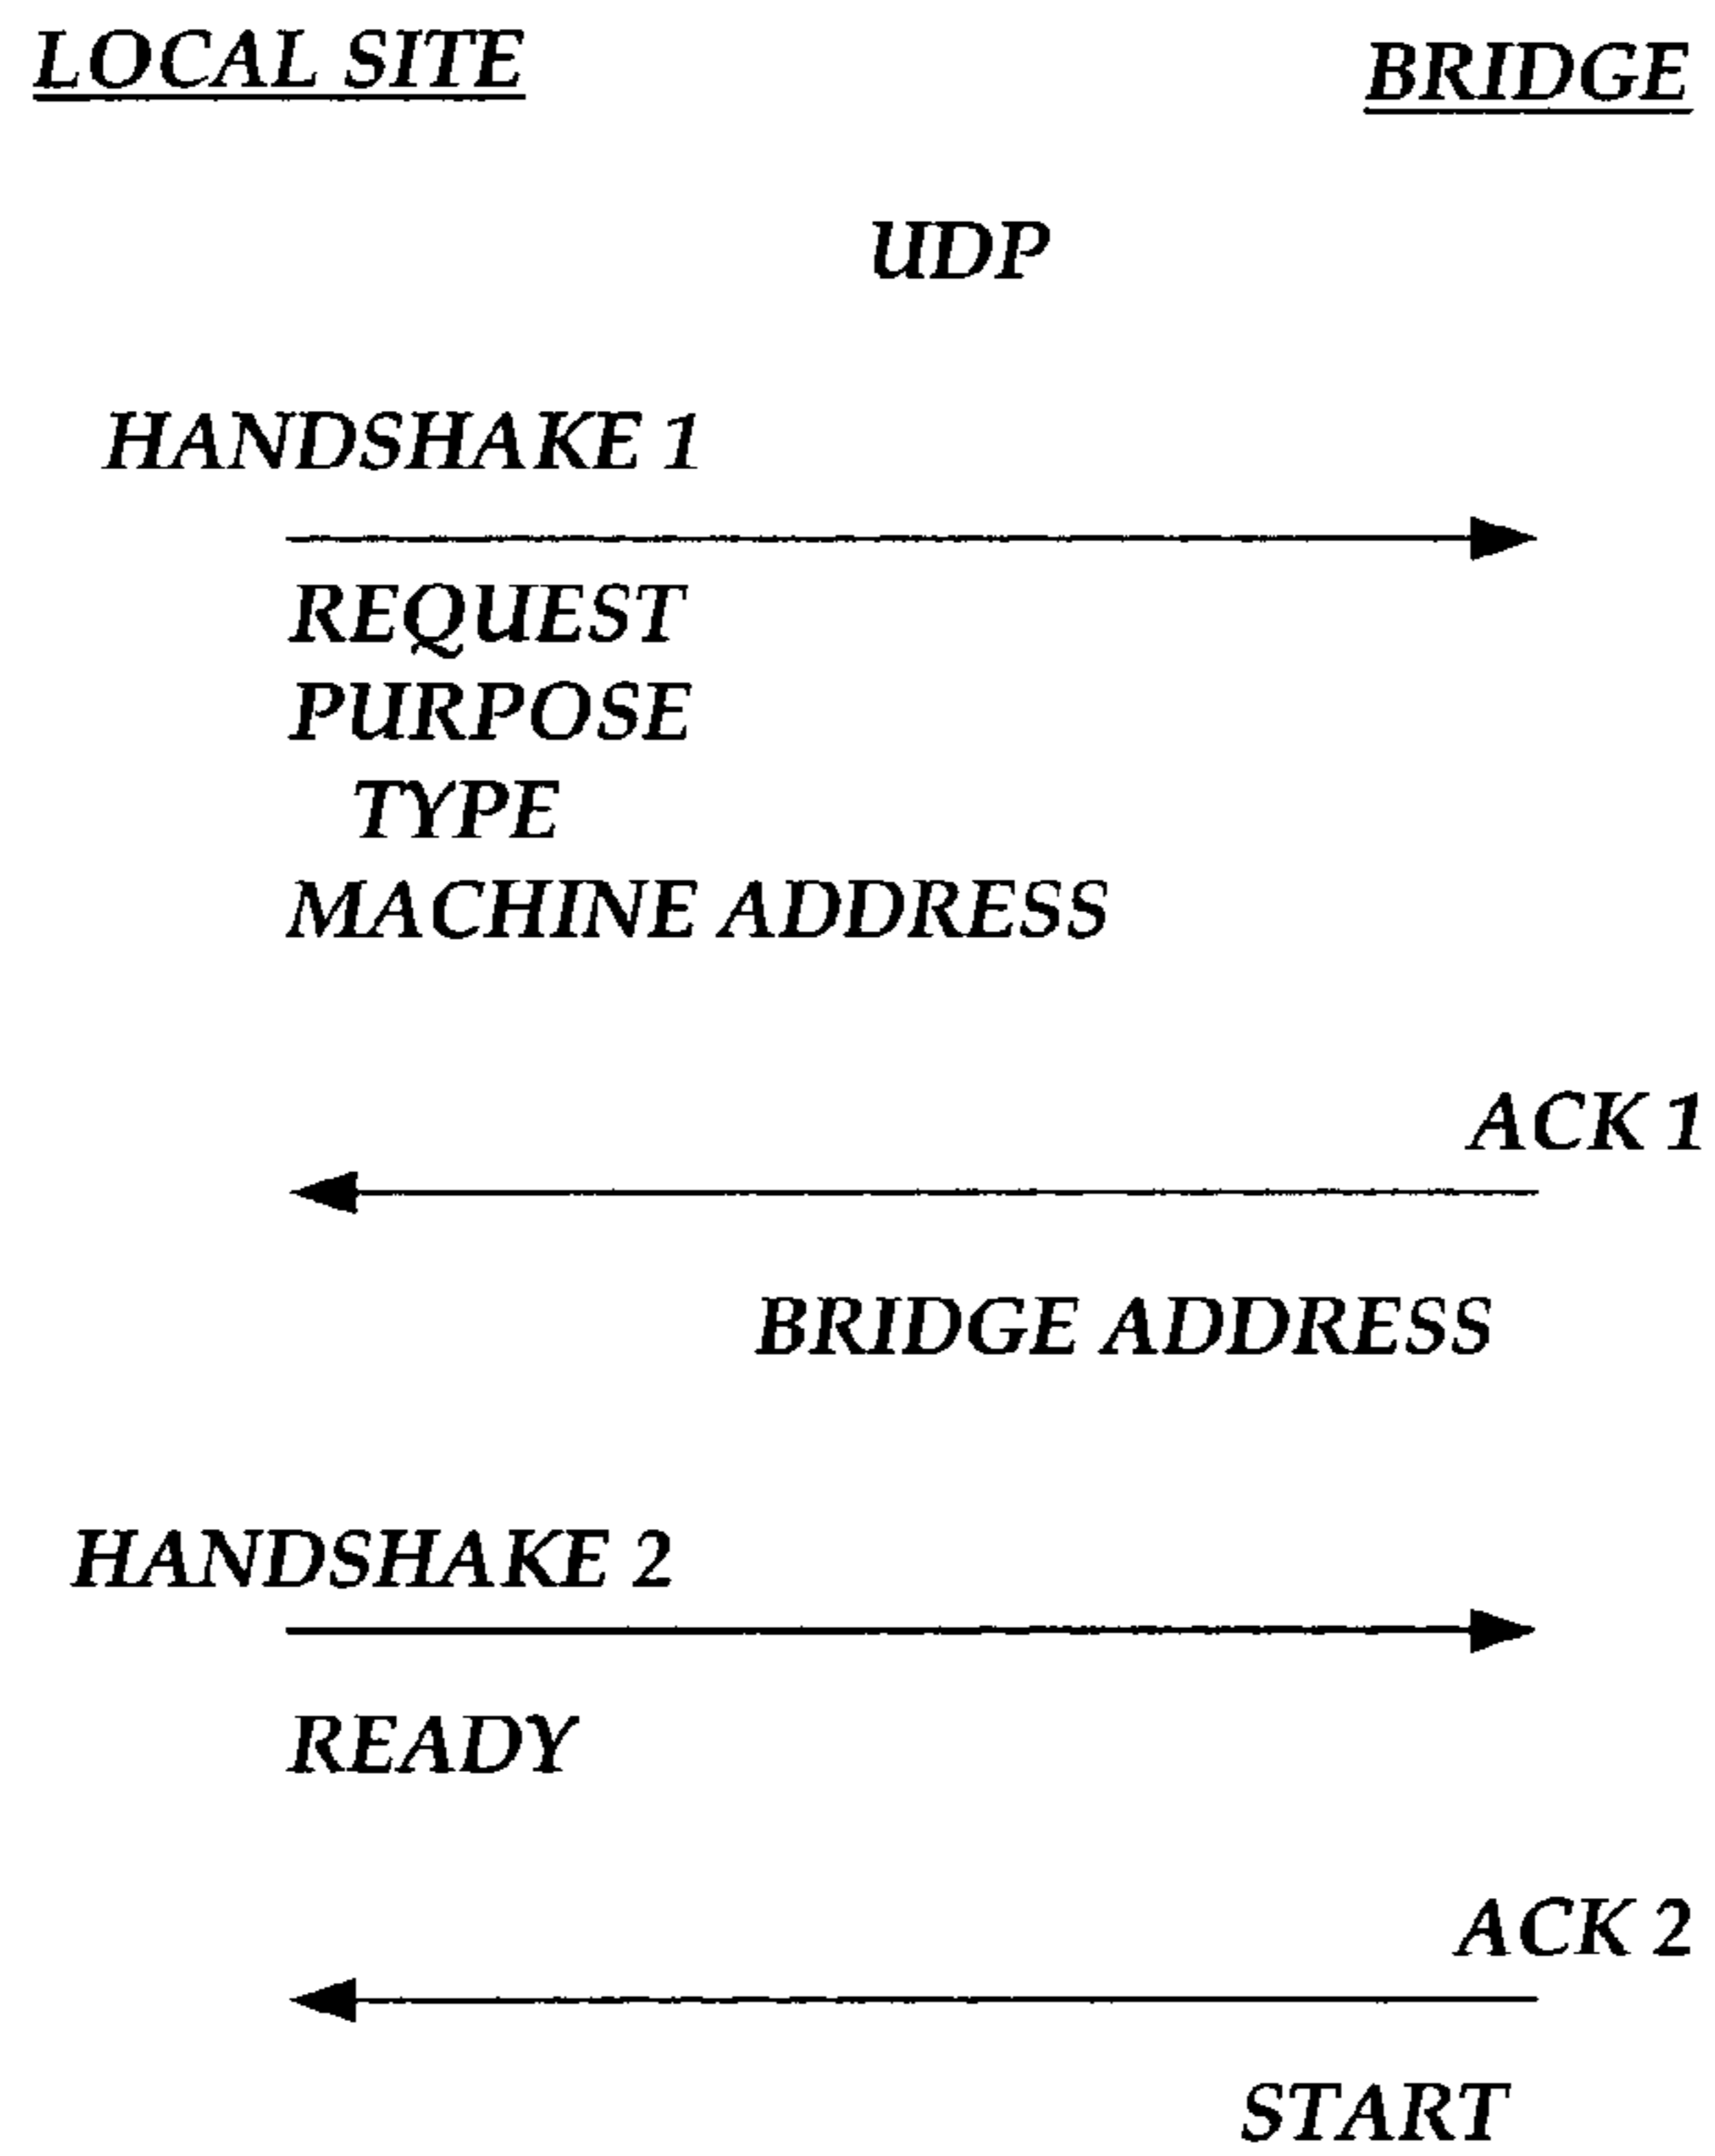 LOCAL SITE
BRIDGE
UDP
HANDSHAKE 1
REQUEST
PURPOSE
TYPE
MACHINE ADDRESS
ACK 1
BRIDGE ADDRESS
HANDSHAKE 2
READY
ACK 2
START